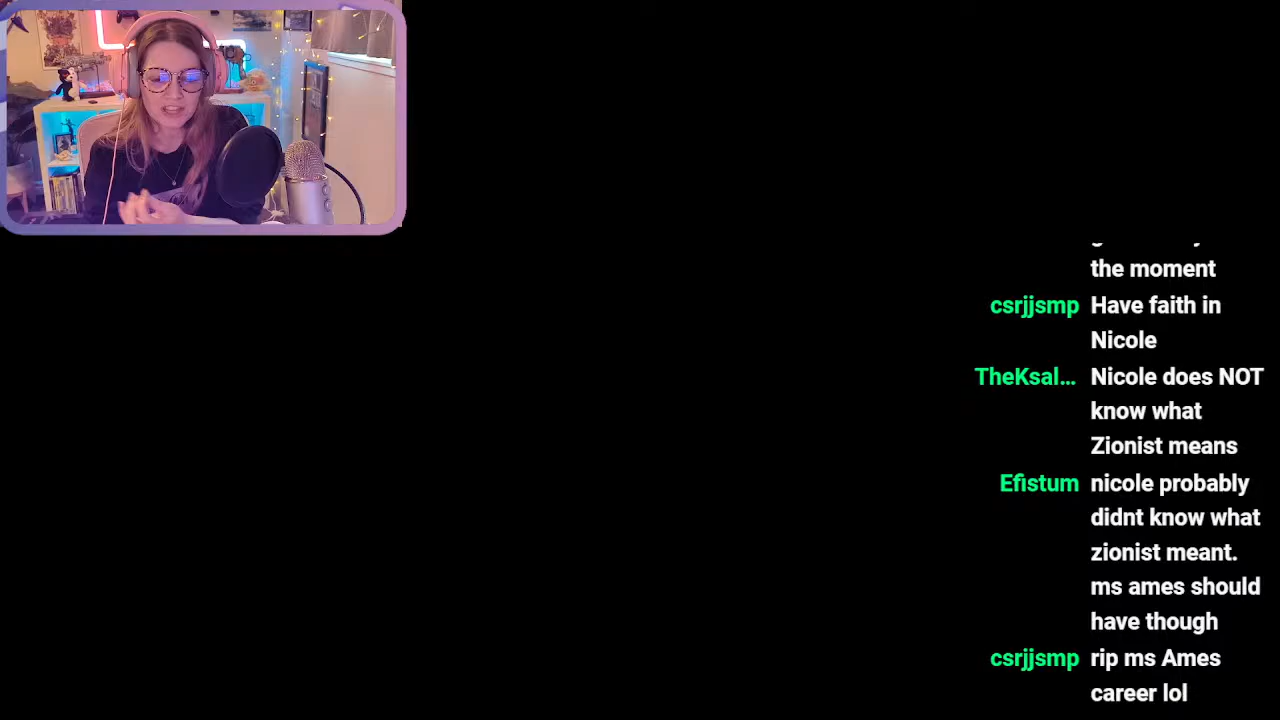 the moment
csrjjsmp Have faith in
Nicole
TheKsal... Nicole does NOT
know what
Zionist means
Efistum nicole probably
didnt know what
zionist meant.
ms ames should
have though
csrjjsmp rip ms Ames
career lol